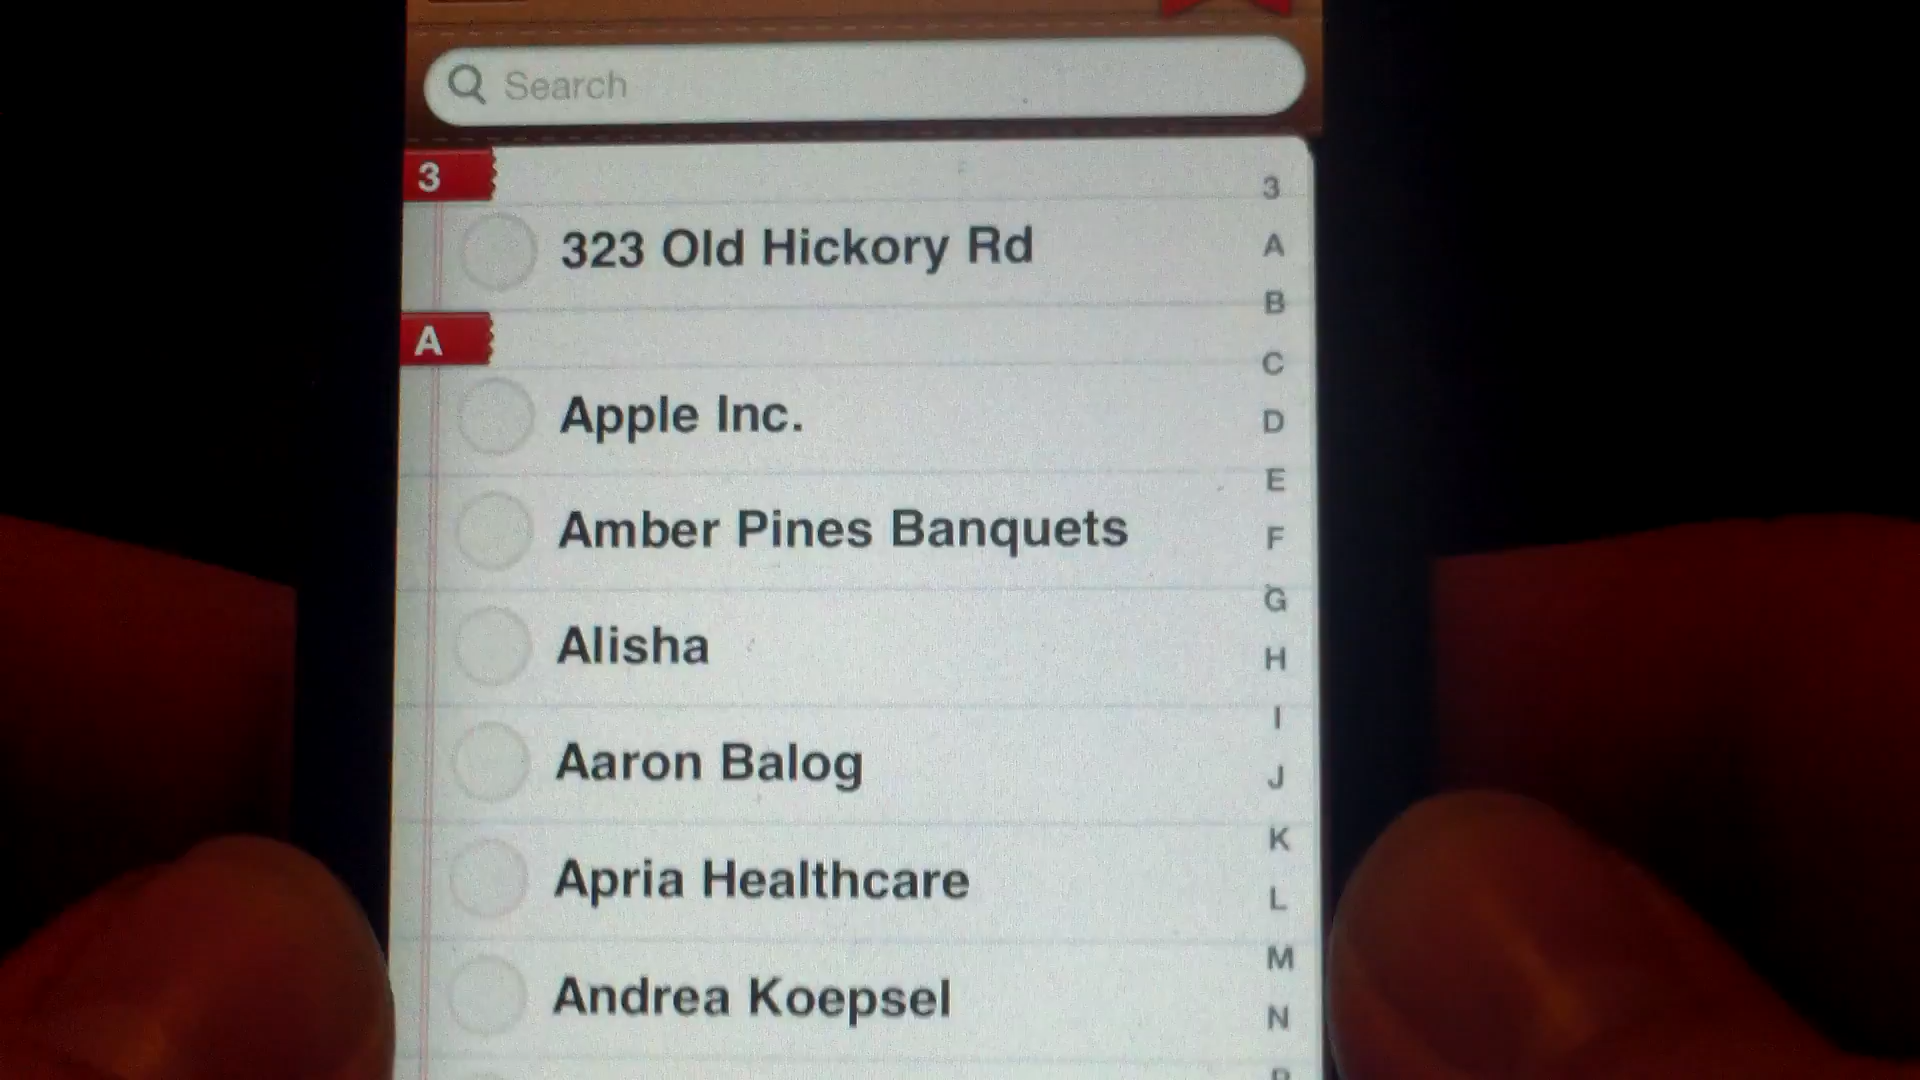 Search
3
323 Old Hickory Rd
A
Apple Inc.
Amber Pines Banquets
Alisha
Aaron Balog
Apria Healthcare
Andrea Koepsel
3
A
B
C
D
E
F
G
H
I
J
K
L
M
N